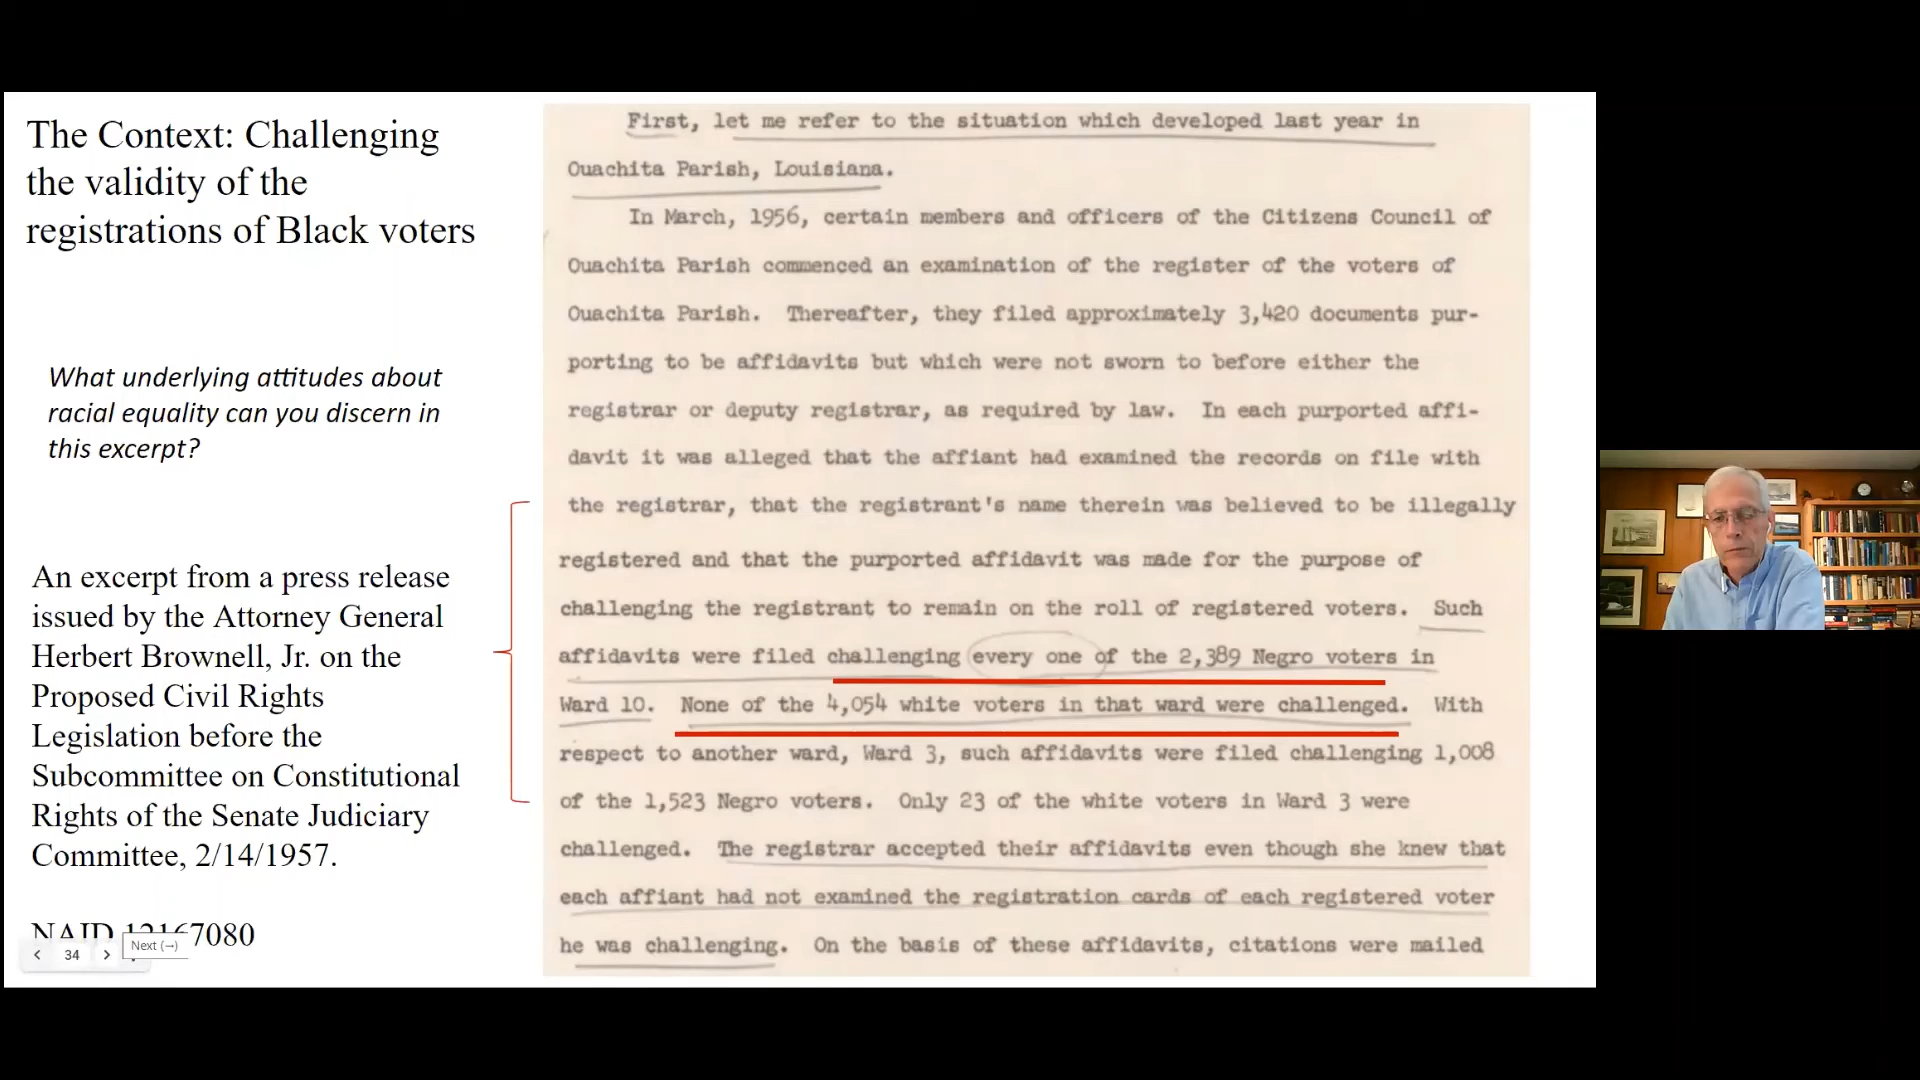 The Context: Challenging
the validity of the
registrations of Black voters
What underlying attitudes about
racial equality can you discern in
this excerpt?
An excerpt from a press release
issued by the Attorney General
Herbert Brownell, Jr. on the
Proposed Civil Rights
Legislation before the
Subcommittee on Constitutional
Rights of the Senate Judiciary
Committee, 2/14/1957.
NAID 12167080
34
Next (→)
First, let me refer to the situation which developed last year in
Ouachita Parish, Louisiana.
In March, 1956, certain members and officers of the Citizens Council of
Ouachita Parish commenced an examination of the register of the voters of
Ouachita Parish. Thereafter, they filed approximately 3,420 documents pur-
porting to be affidavits but which were not sworn to before either the
registrar or deputy registrar, as required by law. In each purported affi-
davit it was alleged that the affiant had examined the records on file with
the registrar, that the registrant's name therein was believed to be illegally
registered and that the purported affidavit was made for the purpose of
challenging the registrant to remain on the roll of registered voters. Such
affidavits were filed challenging every one of the 2,389 Negro voters in
Ward 10. None of the 4,054 white voters in that ward were challenged. With
respect to another ward, Ward 3, such affidavits were filed challenging 1,008
of the 1,523 Negro voters. Only 23 of the white voters in Ward 3 were
challenged. The registrar accepted their affidavits even though she knew that
each affiant had not examined the registration cards of each registered voter
he was challenging. On the basis of these affidavits, citations were mailed